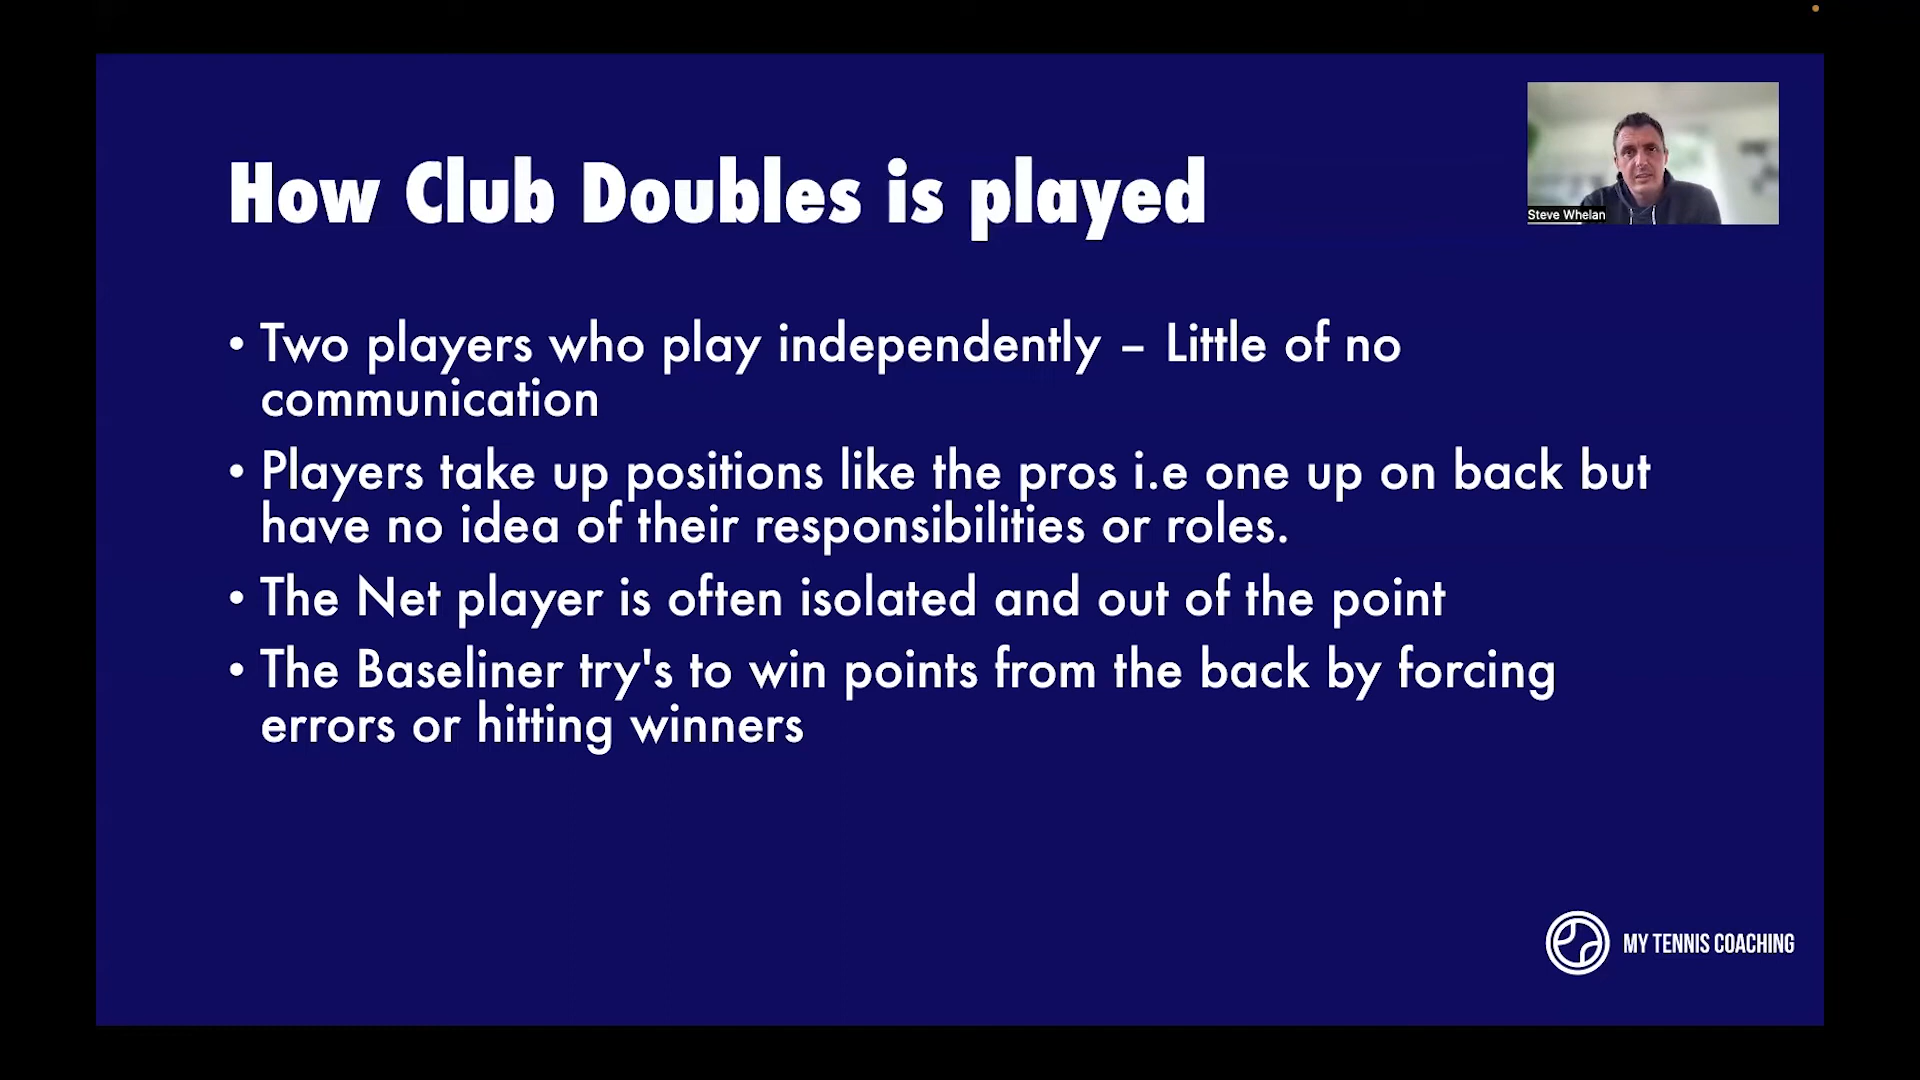 How Club Doubles is played
Steve Whelan
• Two players who play independently – Little of no
communication
• Players take up positions like the pros i.e one up on back but
have no idea of their responsibilities or roles.
• The Net player is often isolated and out of the point
• The Baseliner try's to win points from the back by forcing
errors or hitting winners
MY TENNIS COACHING